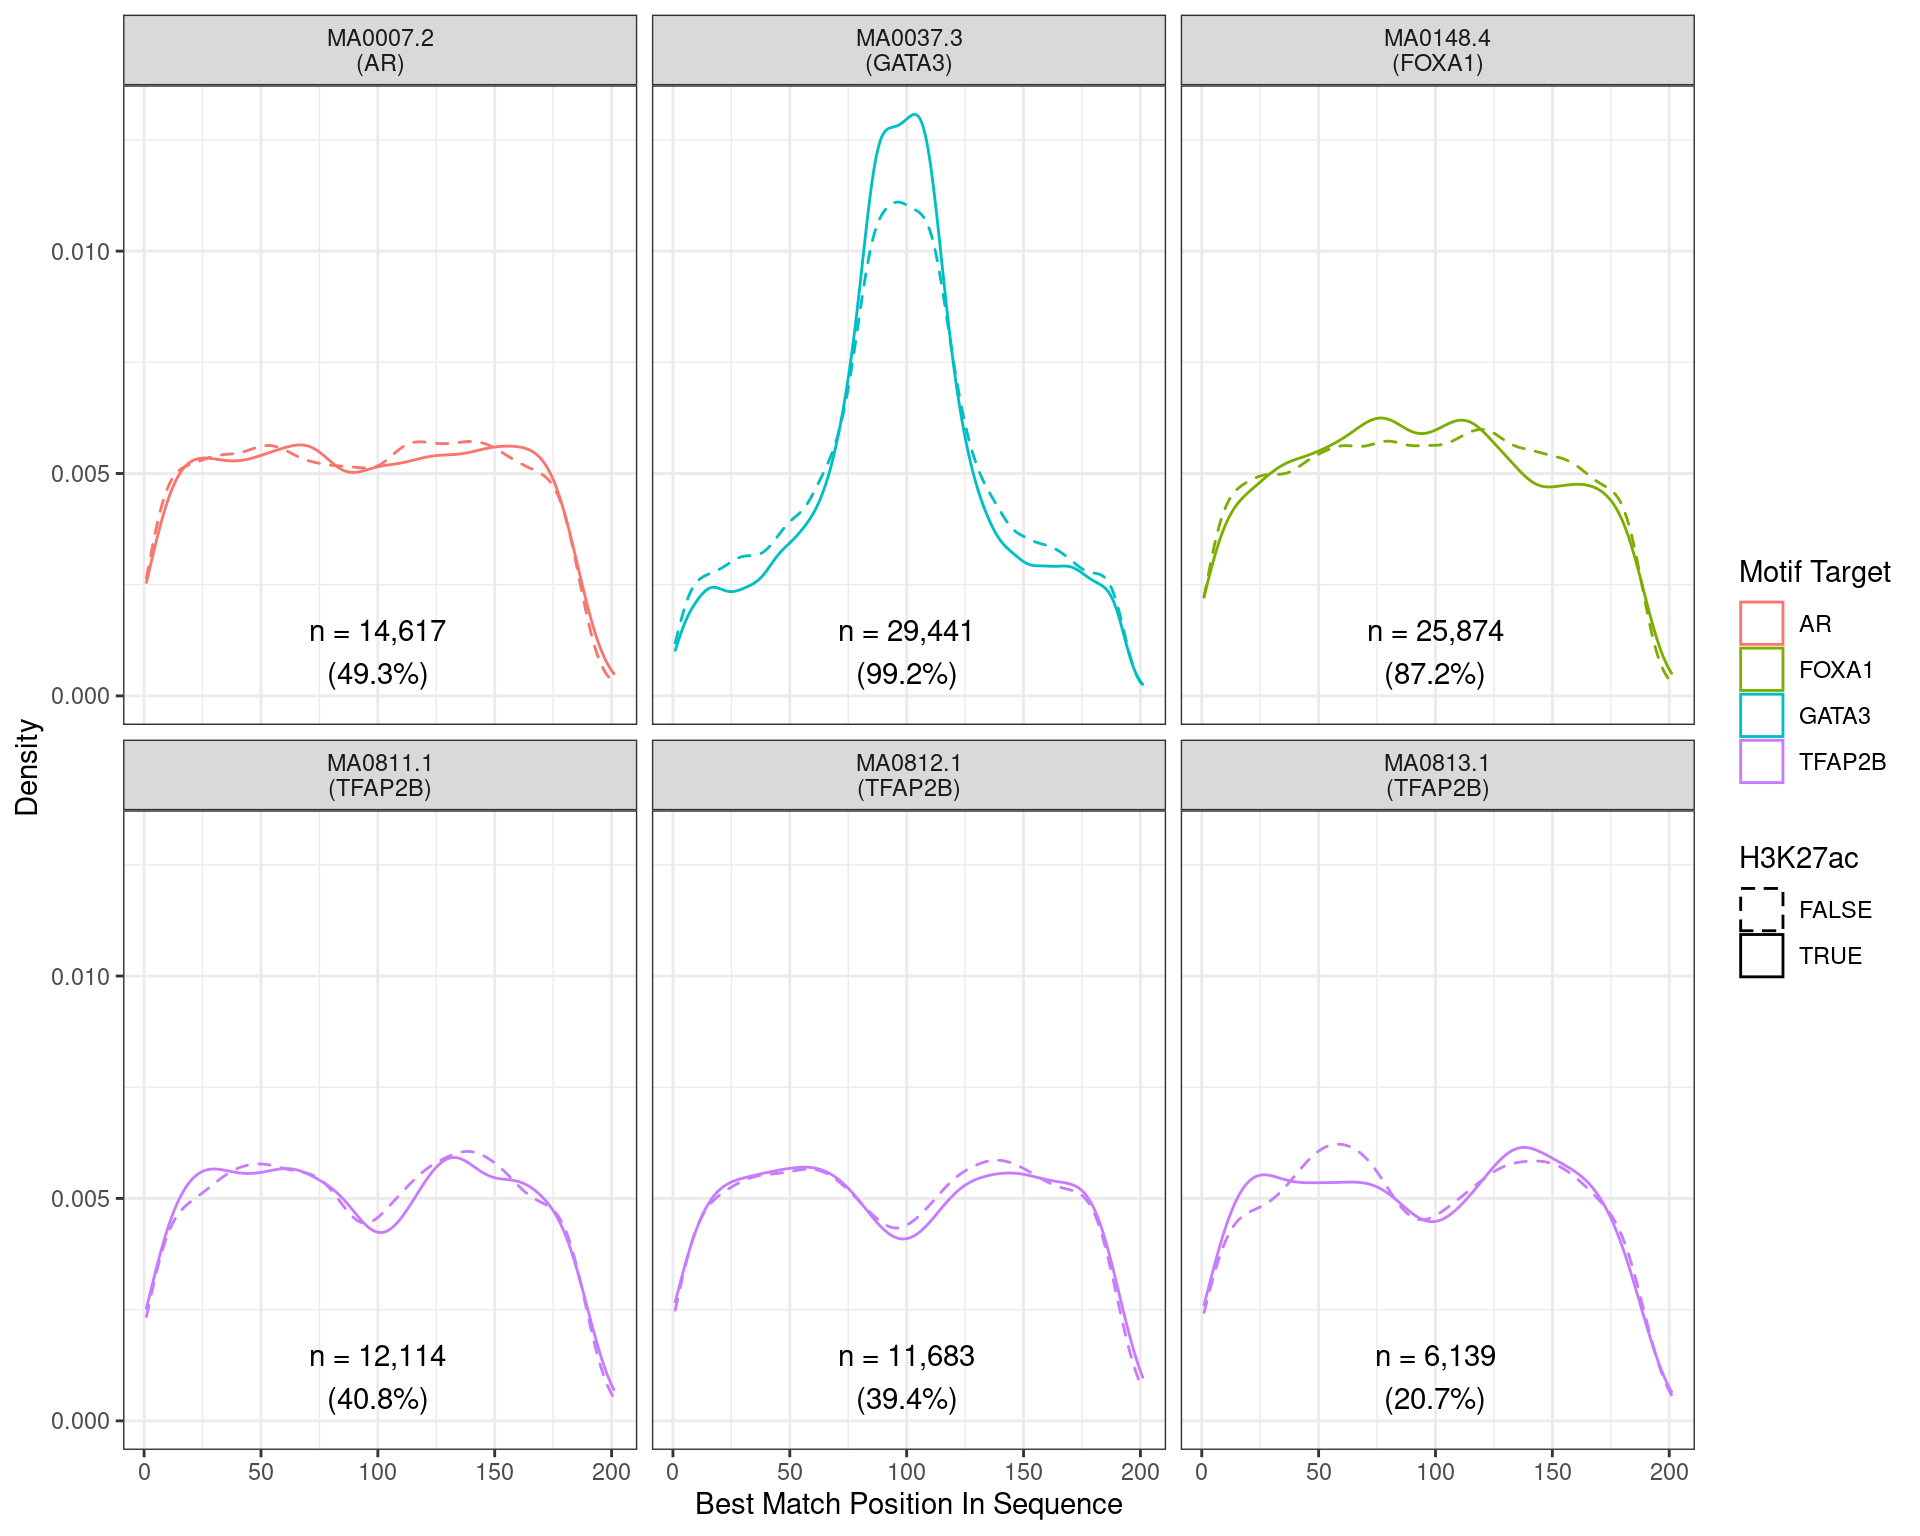 MA0007.2
(AR)
MA0037.3
(GATA3)
MA0148.4
(FOXA1)
0.010
0.005
0.000
n = 14,617
(49.3%)
n = 29,441
(99.2%)
n = 25,874
(87.2%)
MA0811.1
(TFAP2B)
MA0812.1
(TFAP2B)
MA0813.1
(TFAP2B)
0.010
0.005
0.000
n = 12,114
(40.8%)
n = 11,683
(39.4%)
n = 6,139
(20.7%)
0 50 100 150 200
0 50 100 150 200
0 50 100 150 200
Best Match Position In Sequence
Density
Motif Target
AR
FOXA1
GATA3
TFAP2B
H3K27ac
FALSE
TRUE